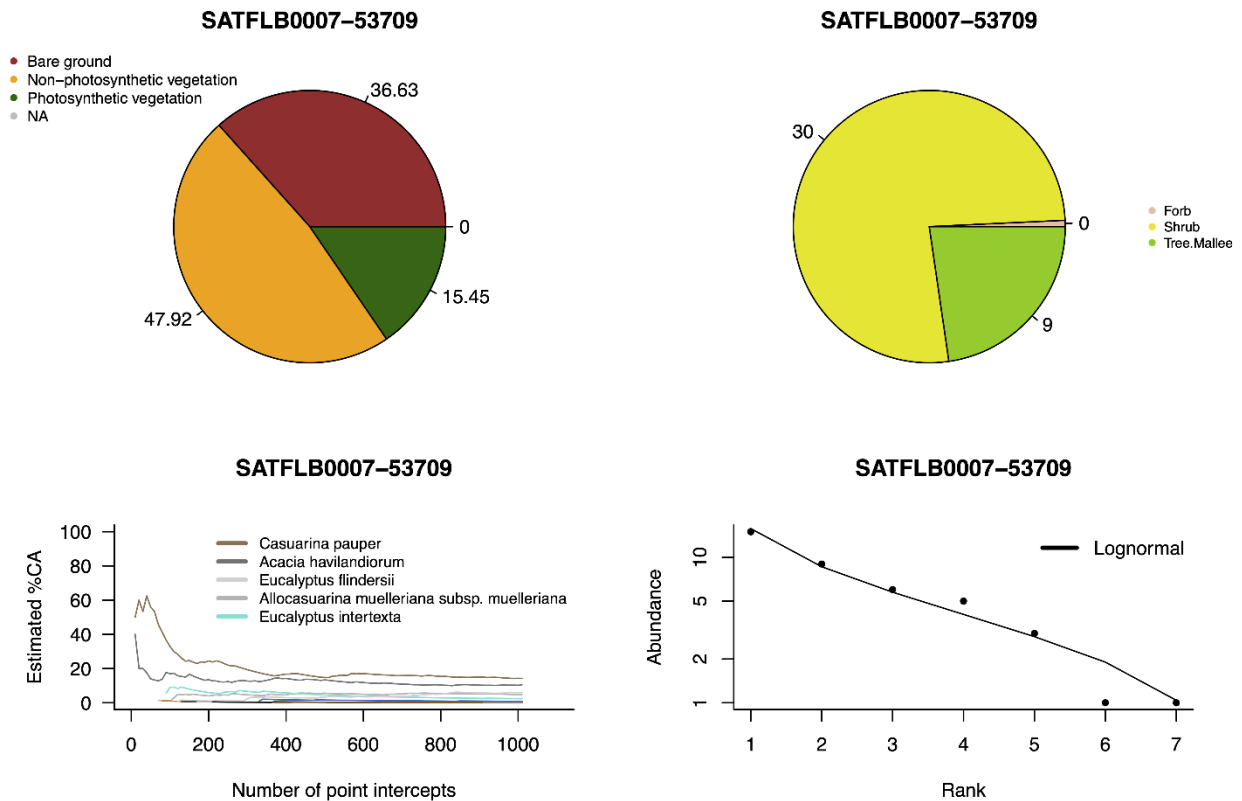 SATFLB0007–53709
Bare ground
Non−photosynthetic vegetation
Photosynthetic vegetation
NA
36.63
0
15.45
47.92
SATFLB0007–53709
30
0
9
Forb
Shrub
Tree.Mallee
SATFLB0007–53709
Estimated %CA
100
80
60
40
20
0
Casuarina pauper
Acacia havilandiorum
Eucalyptus flindersii
Allocasuarina muelleriana subsp. muelleriana
Eucalyptus intertexta
0 200 400 600 800 1000
Number of point intercepts
SATFLB0007–53709
Abundance
10
5
2
1
Lognormal
1 2 3 4 5 6 7
Rank